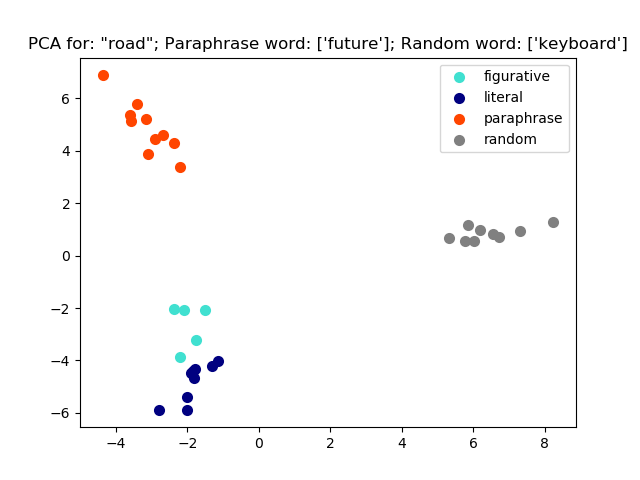 PCA for: "road"; Paraphrase word: ['future']; Random word: ['keyboard']
figurative
literal
paraphrase
random
6
4
2
0
−2
−4
−6
−4
−2
0
2
4
6
8